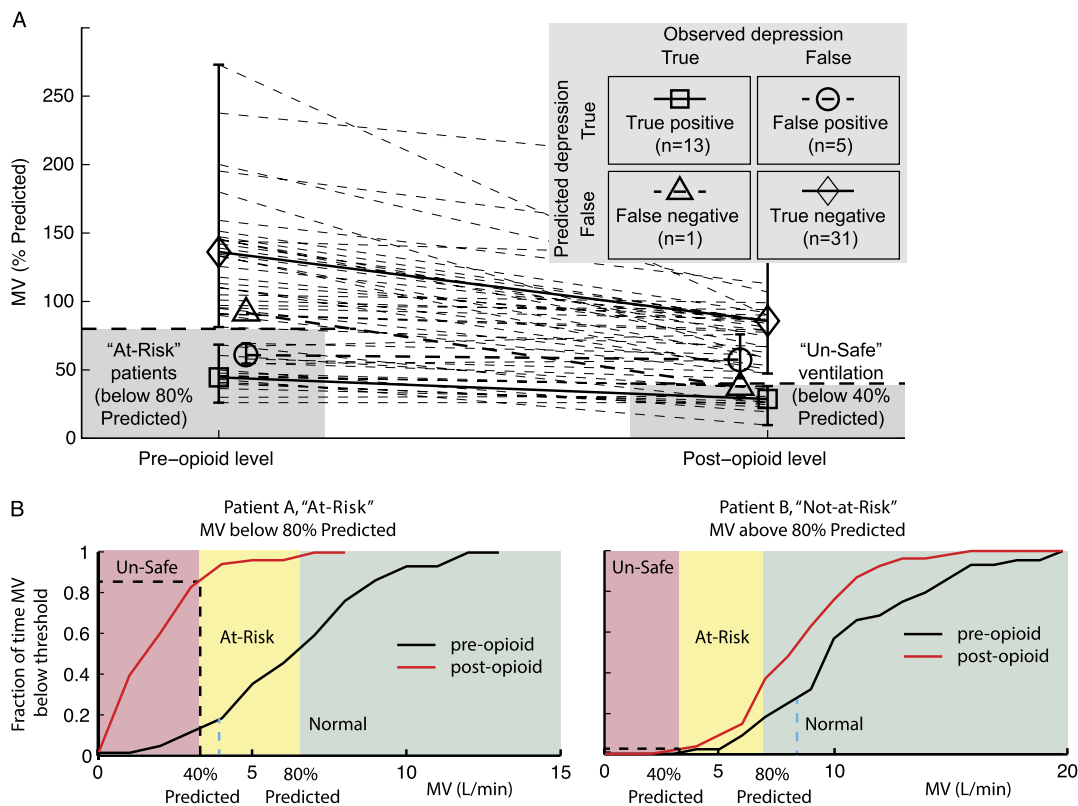 A
MV (% Predicted)
250
200
150
100
50
0
Observed depression
True
False
Predicted depression
True
False
True positive
(n=13)
False positive
(n=5)
False negative
(n=1)
True negative
(n=31)
“At-Risk”
patients
(below 80%
Predicted)
“Un-Safe”
ventilation
(below 40%
Predicted)
Pre–opioid level
Post–opioid level
B
Patient A, “At-Risk”
MV below 80% Predicted
Fraction of time MV
below threshold
1
0.8
0.6
0.4
0.2
0
Un-Safe
At-Risk
Normal
pre-opioid
post-opioid
0
40%
Predicted
5
80%
Predicted
10
15
MV (L/min)
Patient B, “Not-at-Risk”
MV above 80% Predicted
Un-Safe
At-Risk
Normal
pre-opioid
post-opioid
0
40%
Predicted
5
80%
Predicted
10
20
MV (L/min)